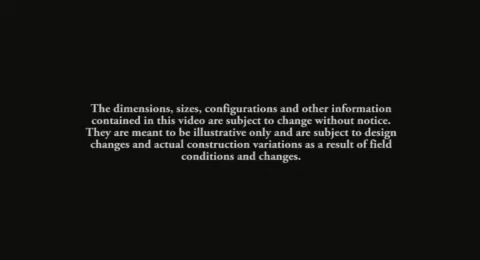 The dimensions, sizes, configurations and other information
contained in this video are subject to change without notice.
They are meant to be illustrative only and are subject to design
changes and actual construction variations as a result of field
conditions and changes.